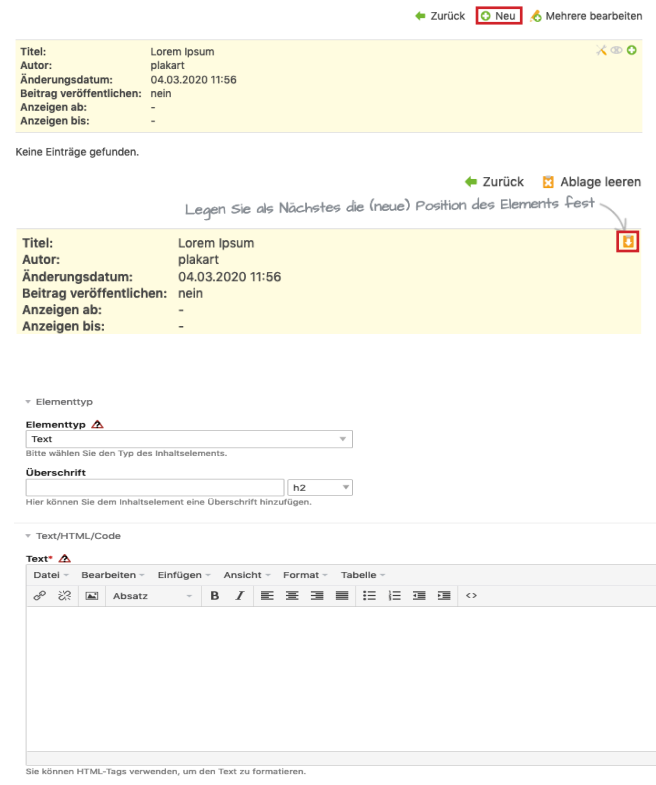 Zurück Neu Mehrere bearbeiten
Titel: Lorem Ipsum
Autor: plakart
Änderungsdatum: 04.03.2020 11:56
Beitrag veröffentlichen: nein
Anzeigen ab: -
Anzeigen bis: -
Keine Einträge gefunden.
Zurück Ablage leeren
Legen Sie als Nächstes die (neue) Position des Elements fest
Titel: Lorem Ipsum
Autor: plakart
Änderungsdatum: 04.03.2020 11:56
Beitrag veröffentlichen: nein
Anzeigen ab: -
Anzeigen bis: -
Elementtyp
Elementtyp
Text
Bitte wählen Sie den Typ des Inhaltselements.
Überschrift
h2
Hier können Sie dem Inhaltselement eine Überschrift hinzufügen.
Text/HTML/Code
Text*
Datei Bearbeiten Einfügen Ansicht Format Tabelle
Absatz B I <>
Sie können HTML-Tags verwenden, um den Text zu formatieren.